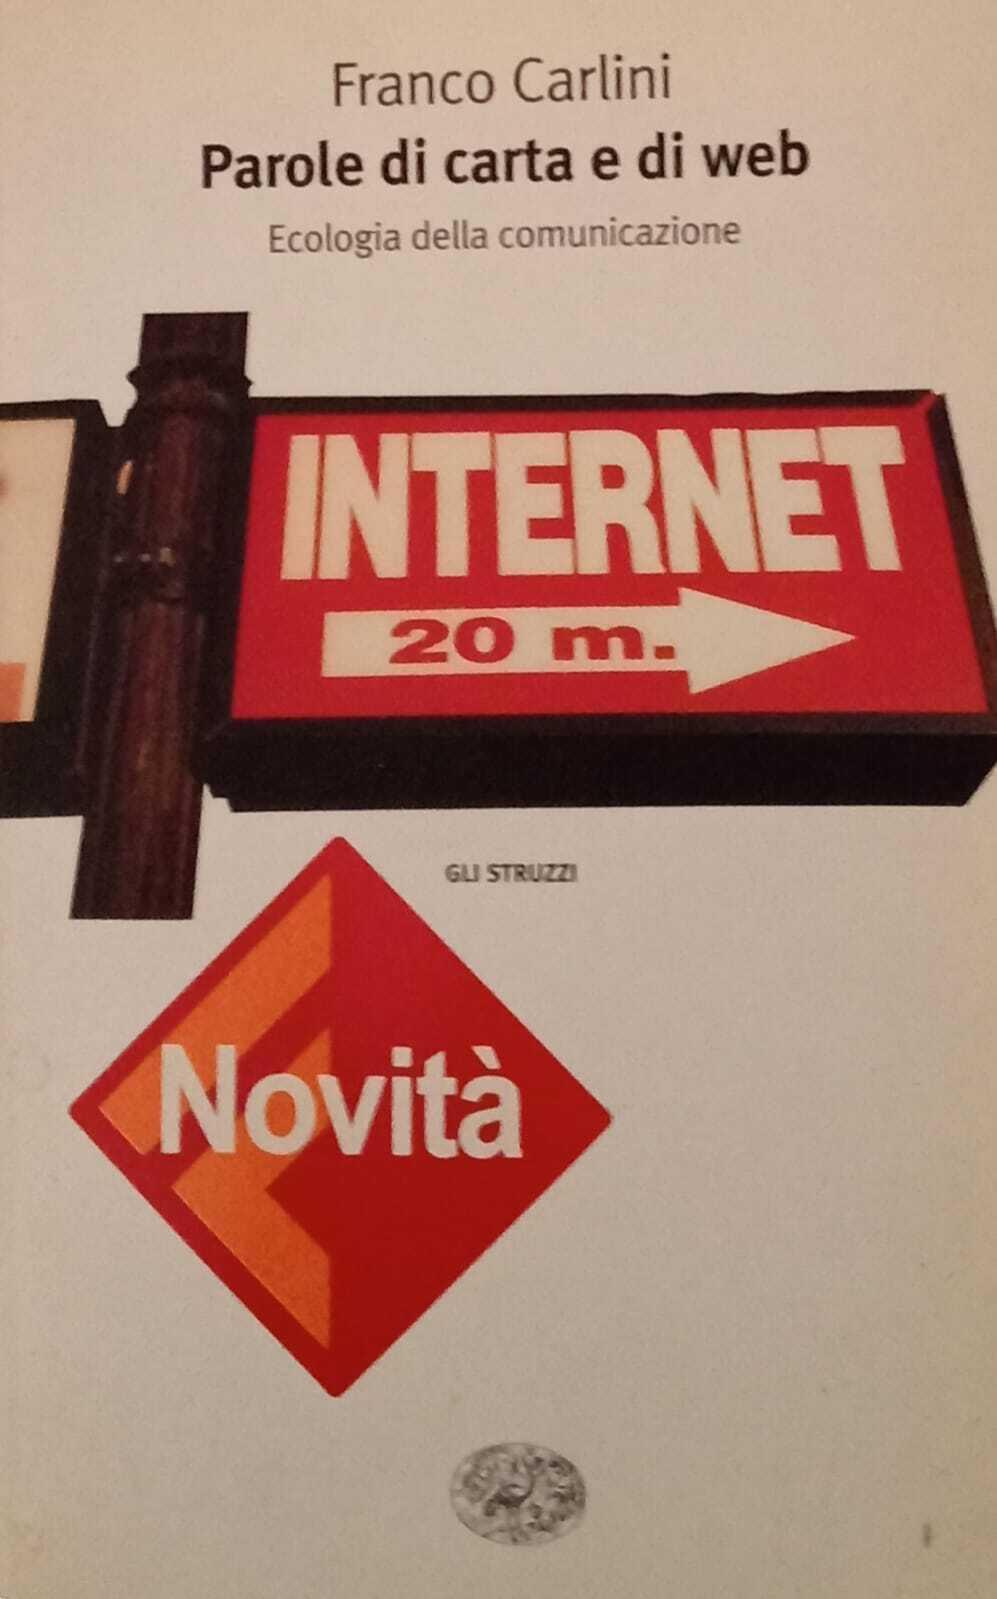 Franco Carlini
Parole di carta e di web
Ecologia della comunicazione
INTERNET
20 m.
GLI STRUZZI
Novità